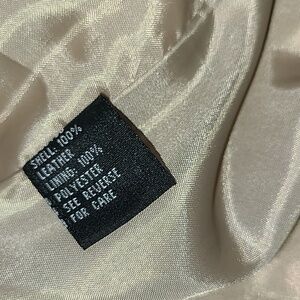 SHELL: 100%
LEATHER
LINING: 100%
POLYESTER
SEE REVERSE
FOR CARE